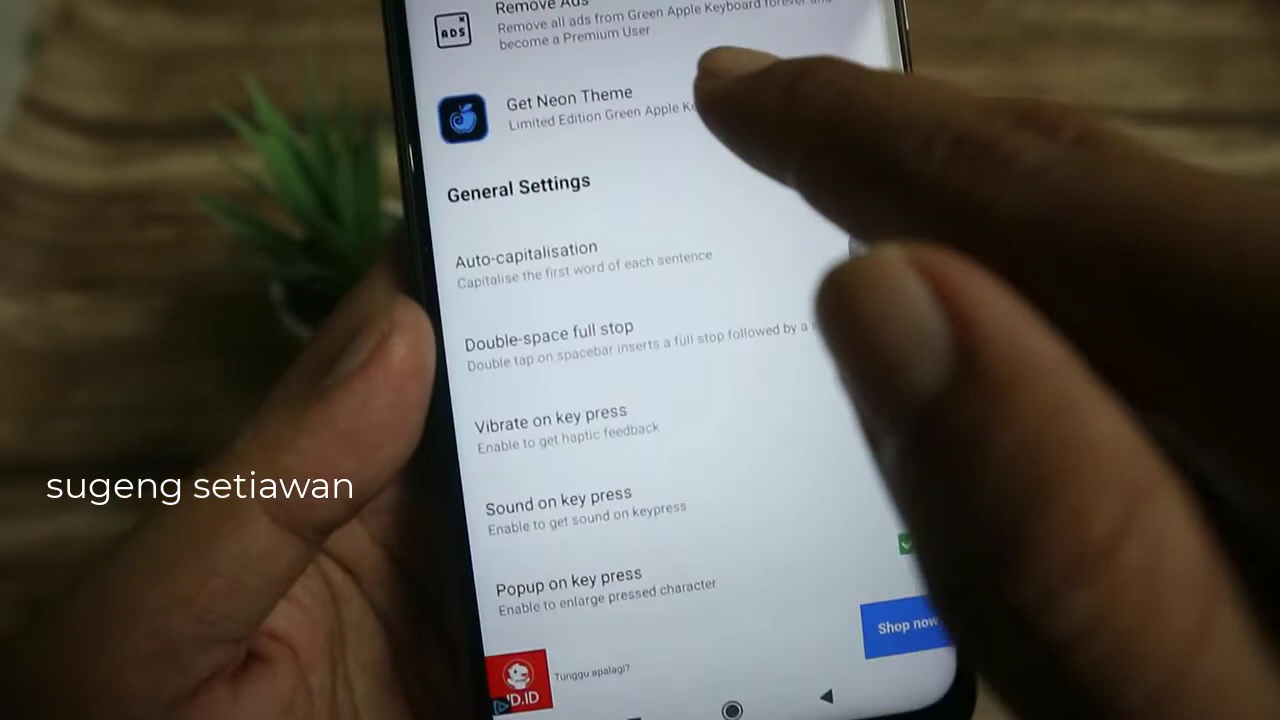 Remove Ads
Remove all ads from Green Apple Keyboard forever and
become a Premium User
ADS
Get Neon Theme
Limited Edition Green Apple
General Settings
Auto-capitalisation
Capitalise the first word of each sentence
Double-space full stop
Double tap on spacebar inserts a full stop followed by a
Vibrate on key press
Enable to get haptic feedback
Sound on key press
Enable to get sound on keypress
Popup on key press
Enable to enlarge pressed character
Shop now
Tunggu apalagi?
JD.ID
sugeng setiawan